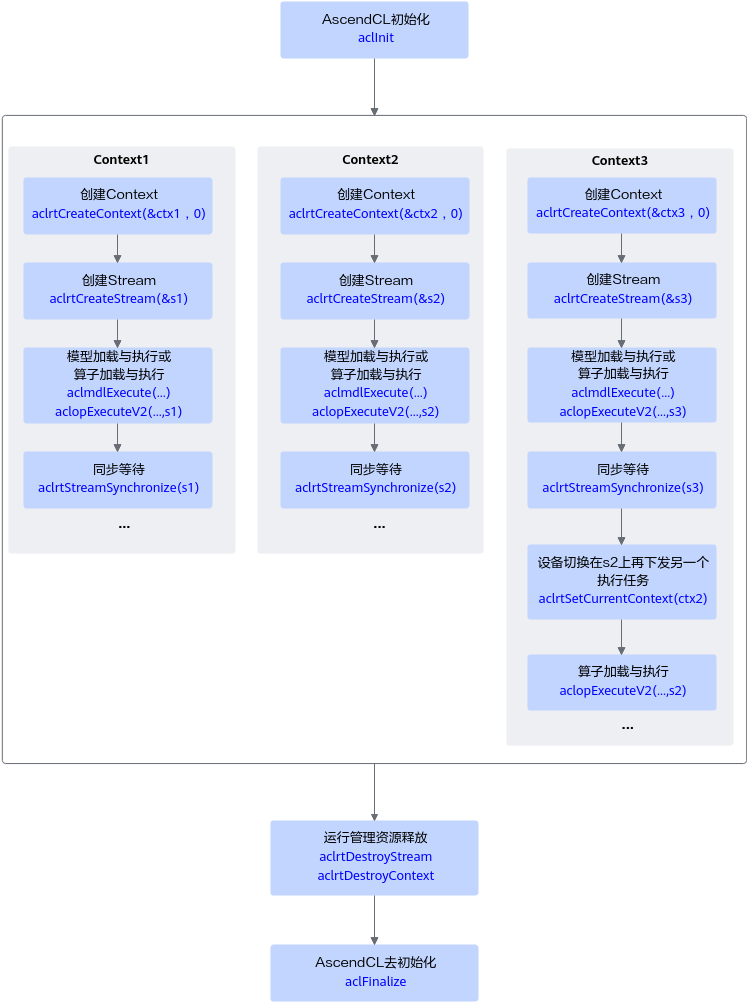 AscendCL初始化
aclInit
Context1
创建Context
aclrtCreateContext(&ctx1，0)
创建Stream
aclrtCreateStream(&s1)
模型加载与执行或
算子加载与执行
aclmdlExecute(...)
aclopExecuteV2(...,s1)
同步等待
aclrtStreamSynchronize(s1)
...
Context2
创建Context
aclrtCreateContext(&ctx2，0)
创建Stream
aclrtCreateStream(&s2)
模型加载与执行或
算子加载与执行
aclmdlExecute(...)
aclopExecuteV2(...,s2)
同步等待
aclrtStreamSynchronize(s2)
...
Context3
创建Context
aclrtCreateContext(&ctx3，0)
创建Stream
aclrtCreateStream(&s3)
模型加载与执行或
算子加载与执行
aclmdlExecute(...)
aclopExecuteV2(...,s3)
同步等待
aclrtStreamSynchronize(s3)
设备切换在s2上再下发另一个
执行任务
aclrtSetCurrentContext(ctx2)
算子加载与执行
aclopExecuteV2(...,s2)
...
运行管理资源释放
aclrtDestroyStream
aclrtDestroyContext
AscendCL去初始化
aclFinalize